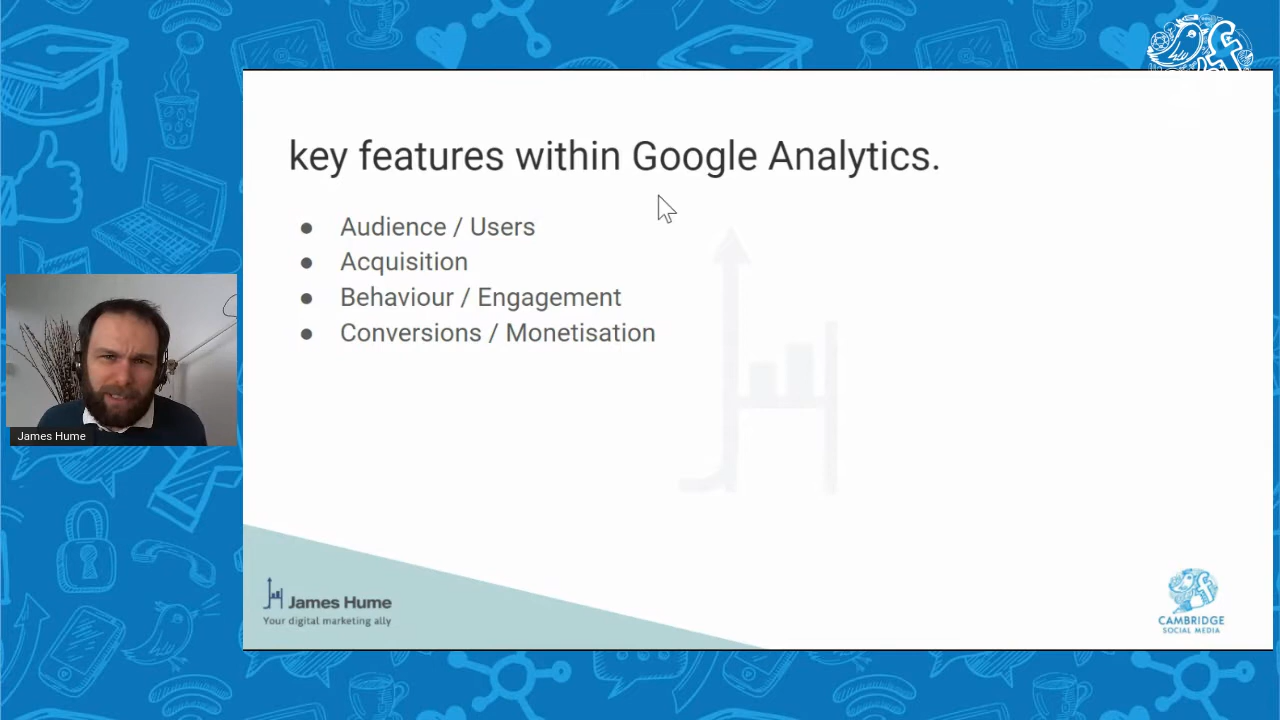 key features within Google Analytics.
● Audience / Users
● Acquisition
● Behaviour / Engagement
● Conversions / Monetisation
James Hume
James Hume
Your digital marketing ally
CAMBRIDGE
SOCIAL MEDIA